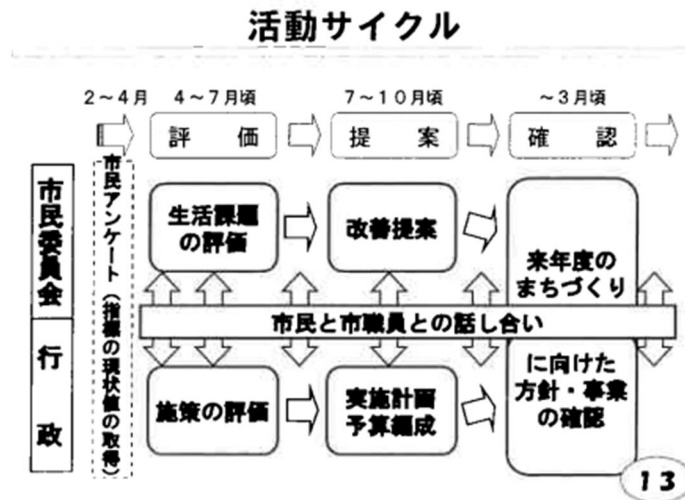 活動サイクル
2～4月
4～7月頃
7～10月頃
～3月頃
評価
提案
確認
市民委員会
行政
市民アンケート(指標の現状値の取得)
生活課題
の評価
改善提案
来年度の
まちづくり
市民と市職員との話し合い
施策の評価
実施計画
予算編成
に向けた
方針・事業
の確認
13